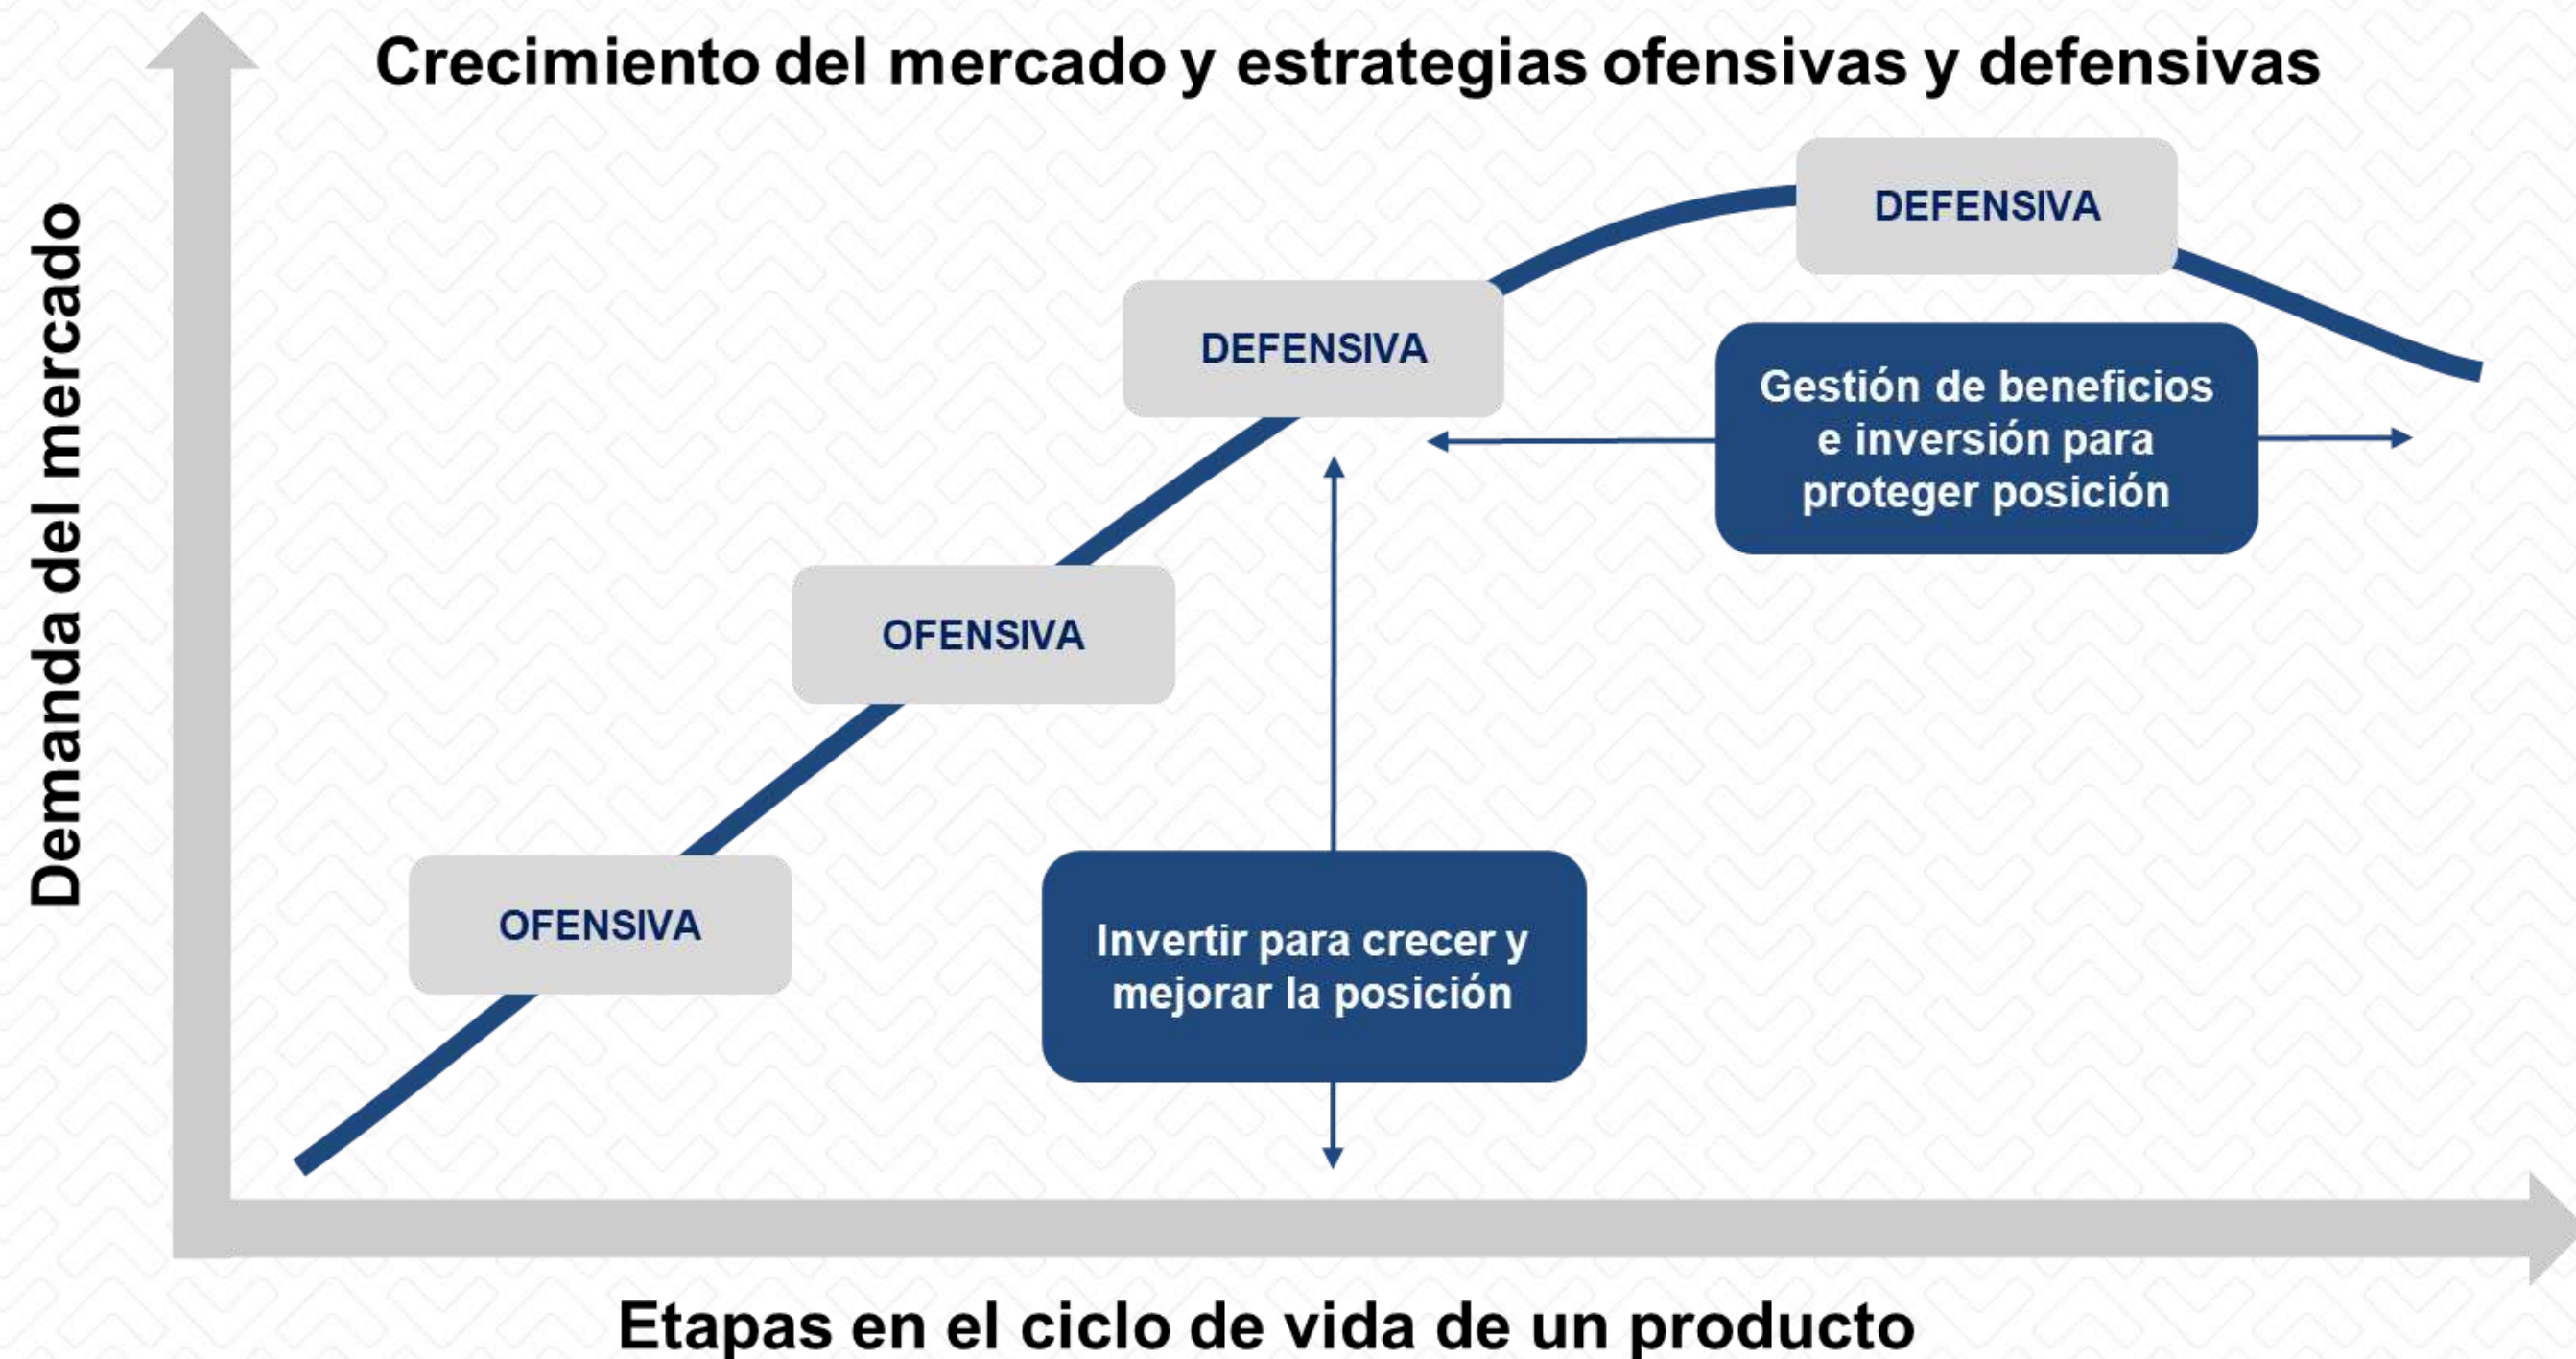 Crecimiento del mercado y estrategias ofensivas y defensivas
Demanda del mercado
DEFENSIVA
DEFENSIVA
Gestión de beneficios
e inversión para
proteger posición
OFENSIVA
OFENSIVA
Invertir para crecer y
mejorar la posición
Etapas en el ciclo de vida de un producto